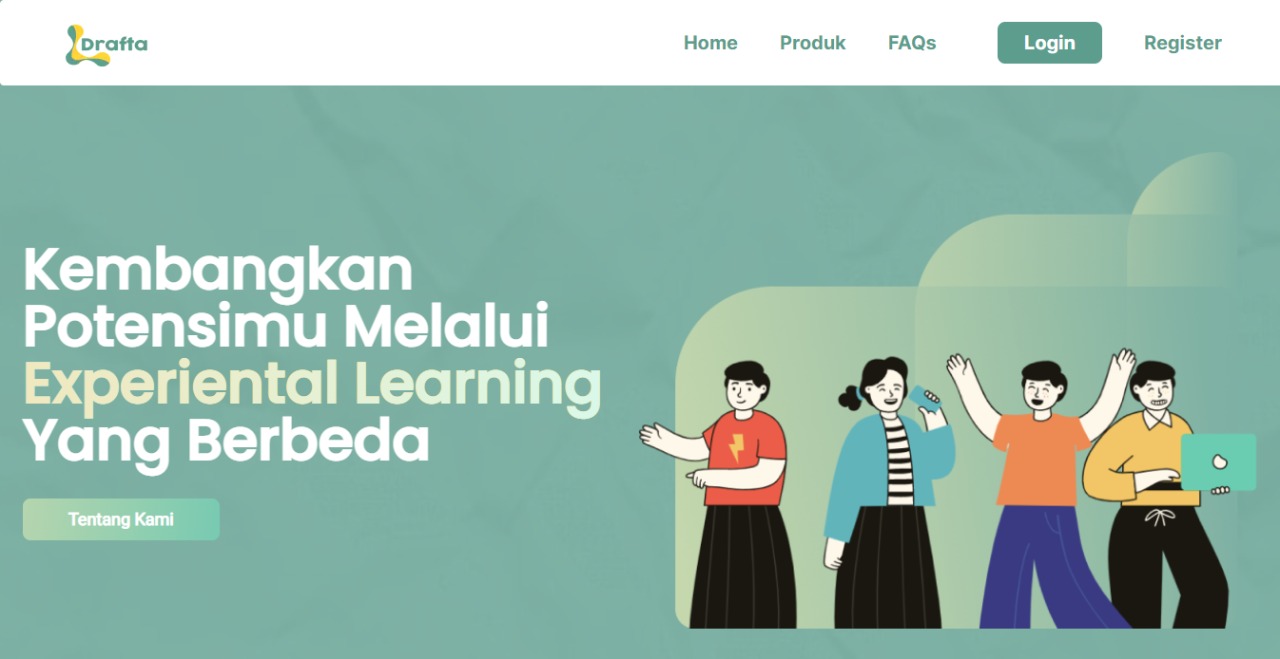 Drafta
Home
Produk
FAQs
Login
Register
Kembangkan
Potensimu Melalui
Experiental Learning
Yang Berbeda
Tentang Kami